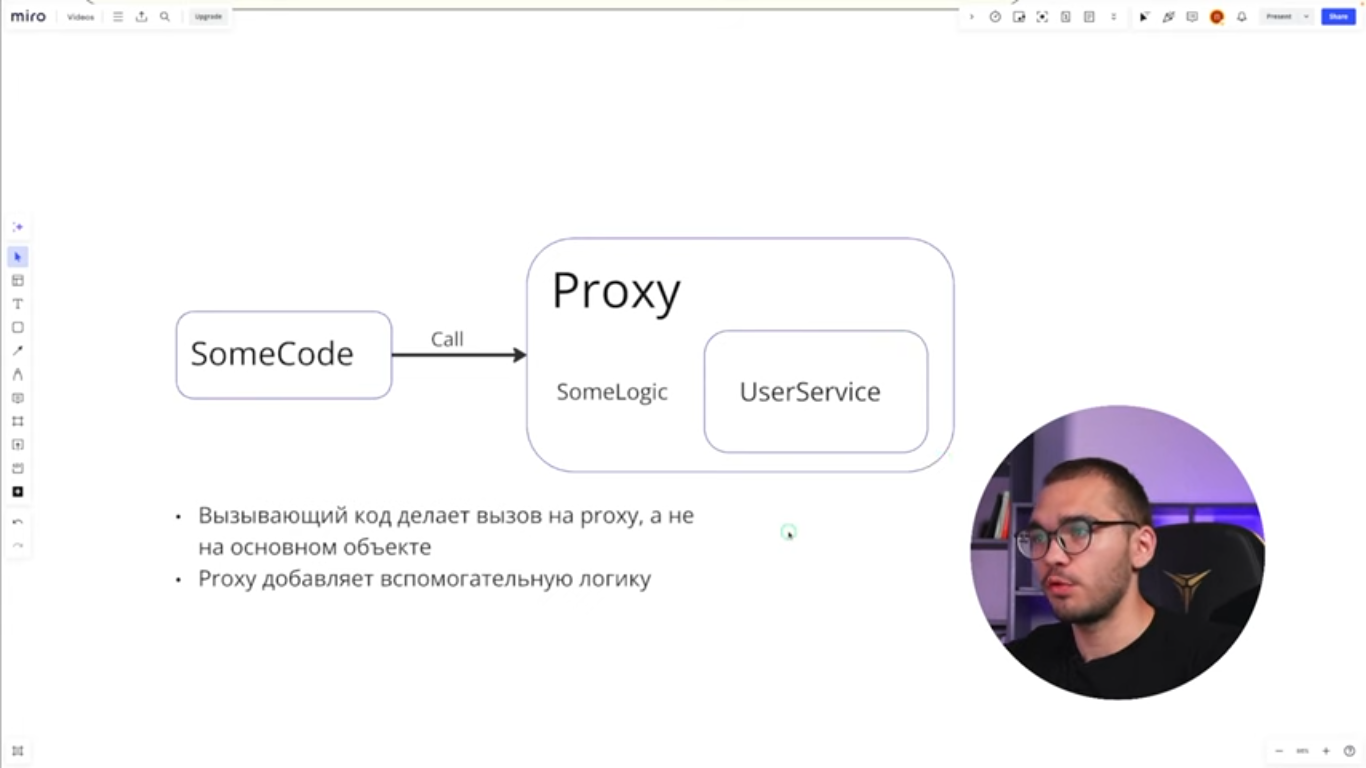 miro
Videos
Upgrade
Present
Share
Proxy
SomeCode
Call
SomeLogic
UserService
• Вызывающий код делает вызов на proxy, а не
на основном объекте
• Proxy добавляет вспомогательную логику